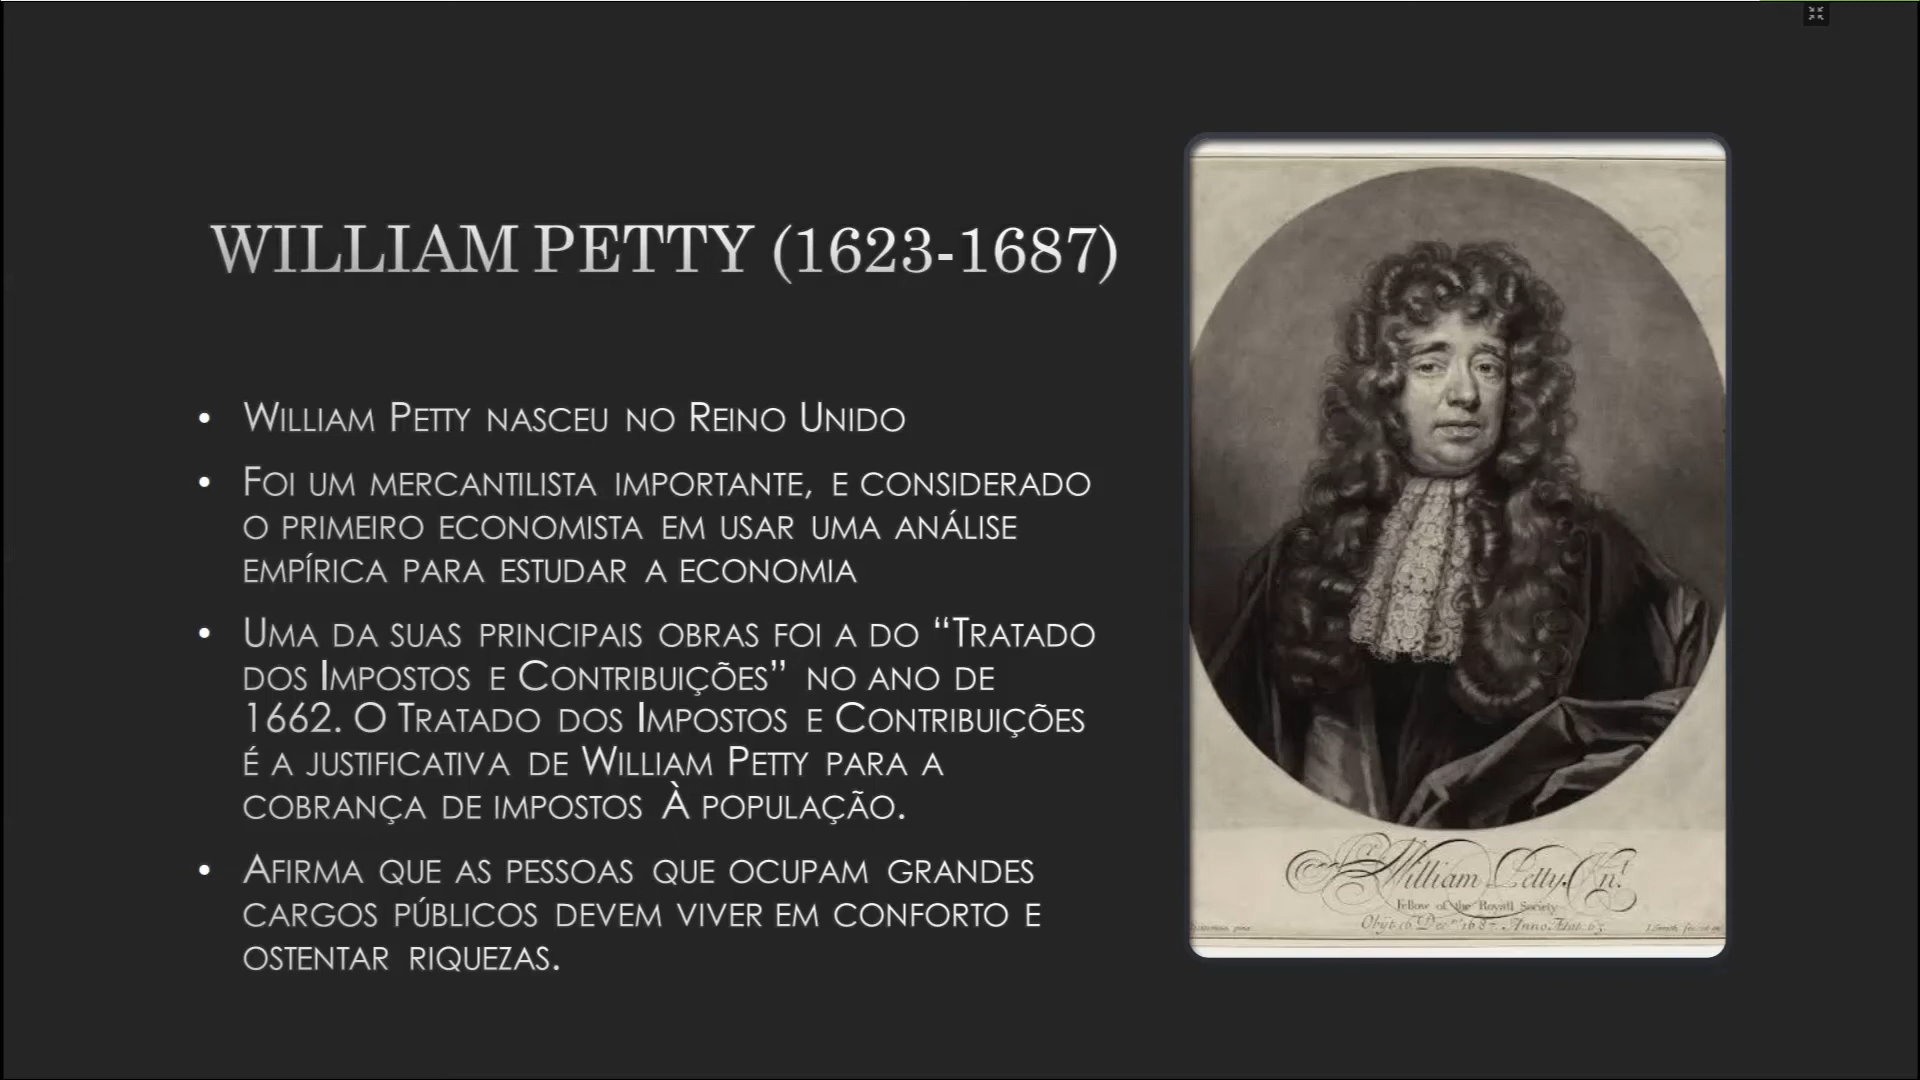 WILLIAM PETTY (1623-1687)
• William Petty nasceu no Reino Unido
• Foi um mercantilista importante, e considerado
o primeiro economista em usar uma análise
empírica para estudar a economia
• Uma da suas principais obras foi a do “Tratado
dos Impostos e Contribuições” no ano de
1662. O Tratado dos Impostos e Contribuições
é a justificativa de William Petty para a
cobrança de impostos À população.
• Afirma que as pessoas que ocupam grandes
cargos públicos devem viver em conforto e
ostentar riquezas.
William Petty
Fellow of the Royall Society